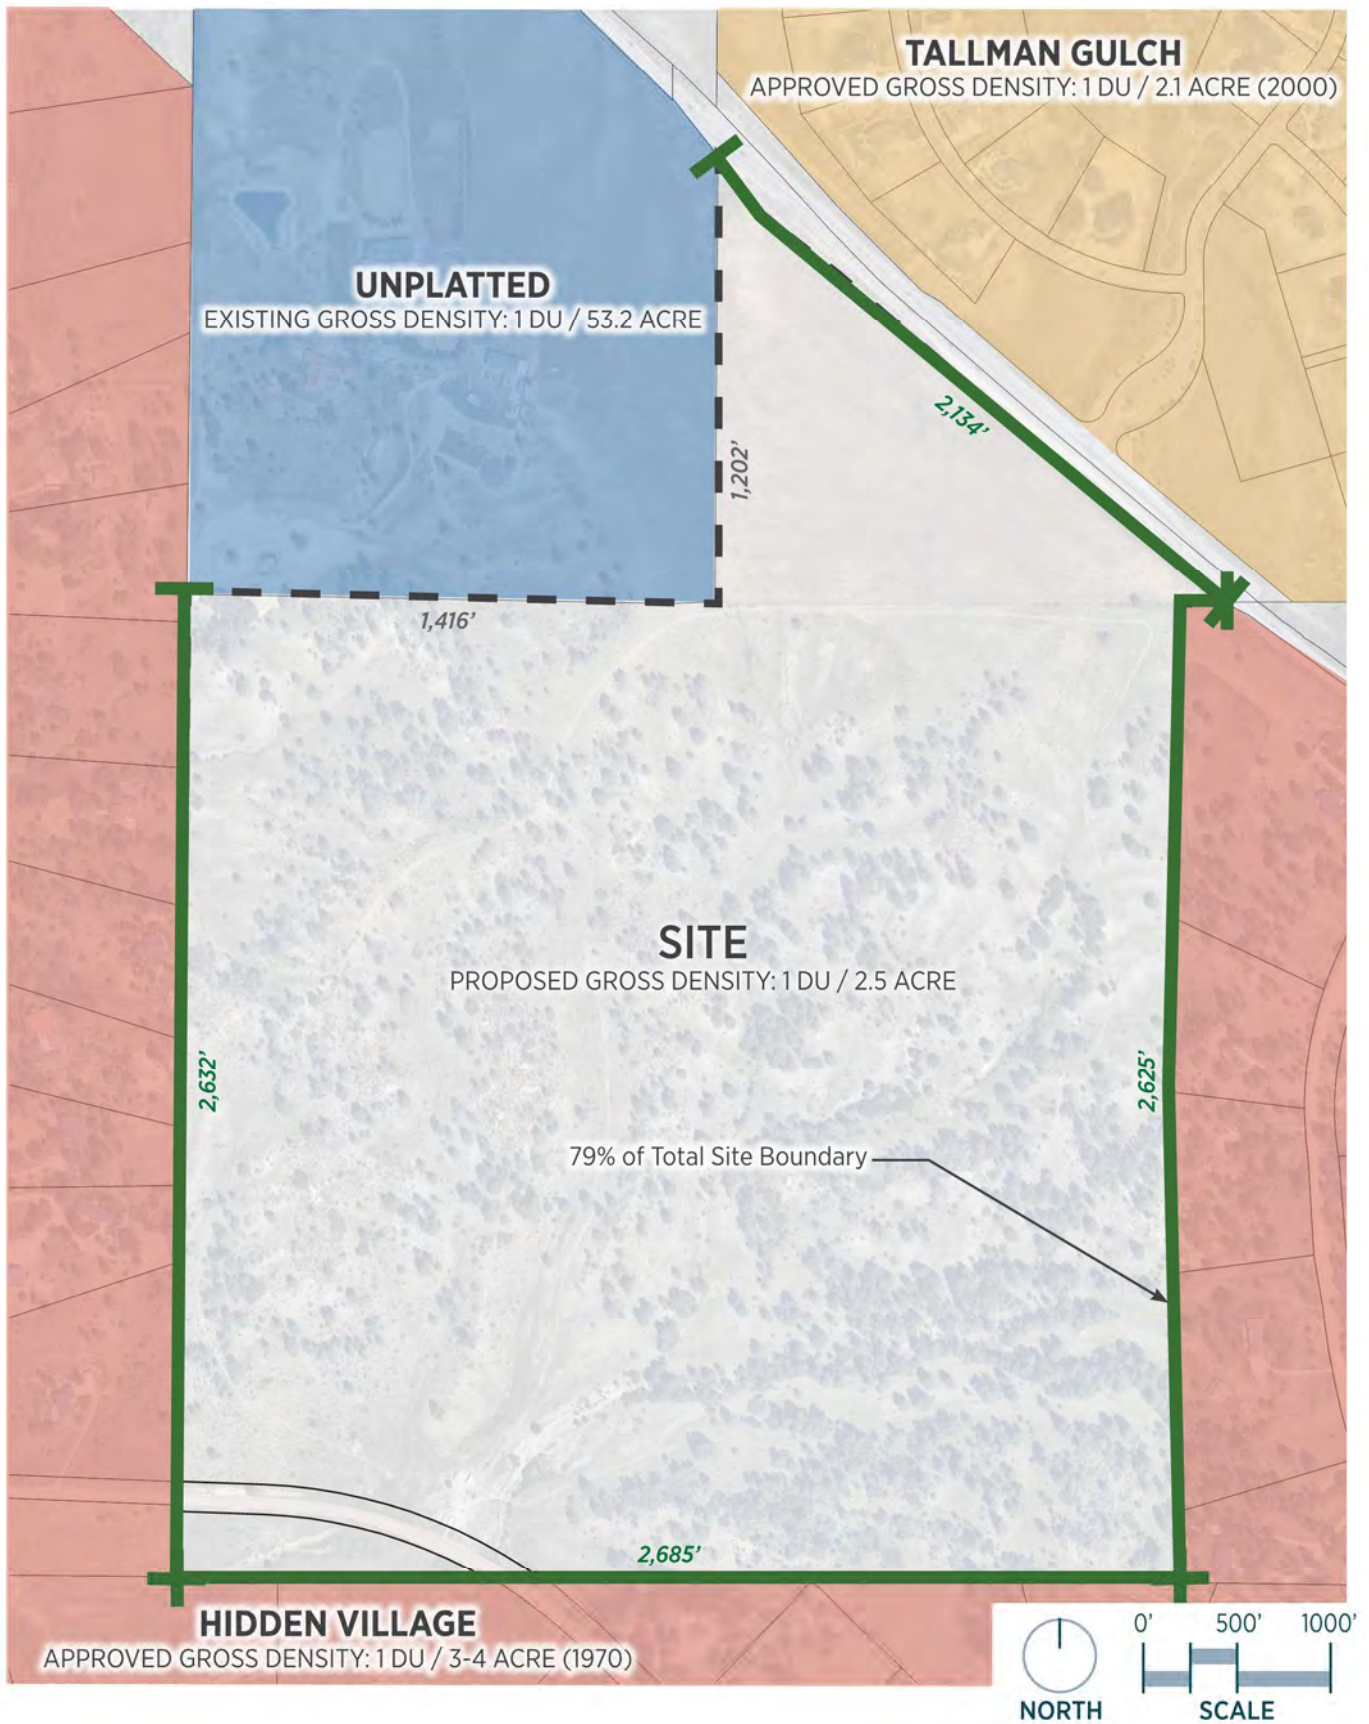 TALLMAN GULCH
APPROVED GROSS DENSITY: 1 DU / 2.1 ACRE (2000)
UNPLATTED
EXISTING GROSS DENSITY: 1 DU / 53.2 ACRE
2,134’
1,202’
1,416’
SITE
PROPOSED GROSS DENSITY: 1 DU / 2.5 ACRE
2,632’
2,625’
79% of Total Site Boundary
2,685’
HIDDEN VILLAGE
APPROVED GROSS DENSITY: 1 DU / 3-4 ACRE (1970)
0’ 500’ 1000’
NORTH SCALE